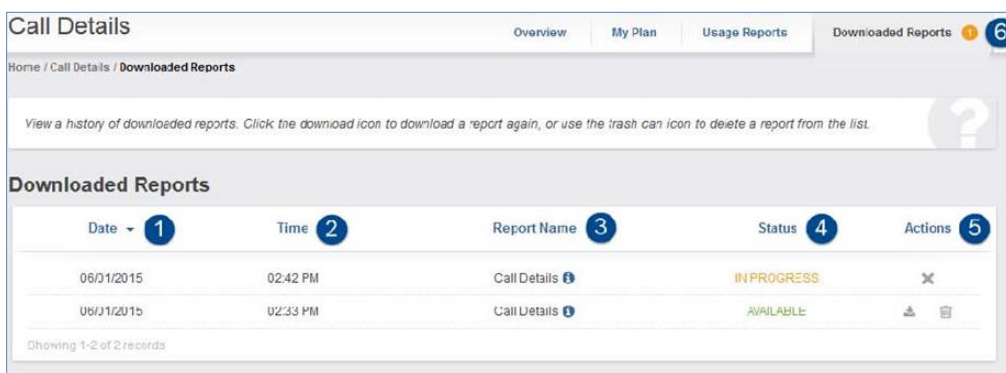 Call Details
Overview My Plan Usage Reports Downloaded Reports 1 6
Home / Call Details / Downloaded Reports
View a history of downloaded reports. Click the download icon to download a report again, or use the trash can icon to delete a report from the list.
?
Downloaded Reports
Date 1 Time 2 Report Name 3 Status 4 Actions 5
06/01/2015 02:42 PM Call Details i IN PROGRESS
06/01/2015 02:33 PM Call Details i AVAILABLE
Showing 1-2 of 2 records